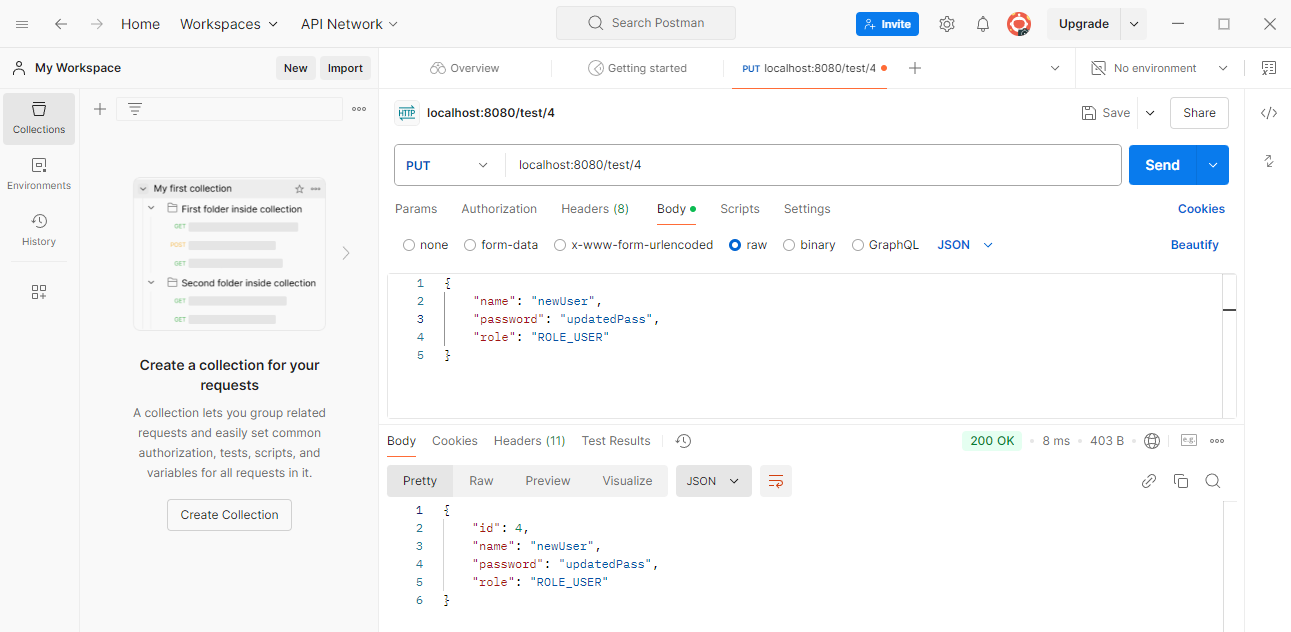 Home Workspaces API Network Search Postman Invite Upgrade
My Workspace New Import Overview Getting started PUT localhost:8080/test/4 No environment
Collections
Environments
History
My first collection
First folder inside collection
GET
POST
GET
Second folder inside collection
GET
GET
Create a collection for your
requests
A collection lets you group related
requests and easily set common
authorization, tests, scripts, and
variables for all requests in it.
Create Collection
HTTP localhost:8080/test/4 Save Share
PUT localhost:8080/test/4 Send
Params Authorization Headers (8) Body Scripts Settings Cookies
none form-data x-www-form-urlencoded raw binary GraphQL JSON Beautify
1 {
2 "name": "newUser",
3 "password": "updatedPass",
4 "role": "ROLE_USER"
5 }
Body Cookies Headers (11) Test Results 200 OK 8 ms 403 B e.g.
Pretty Raw Preview Visualize JSON
1 {
2 "id": 4,
3 "name": "newUser",
4 "password": "updatedPass",
5 "role": "ROLE_USER"
6 }